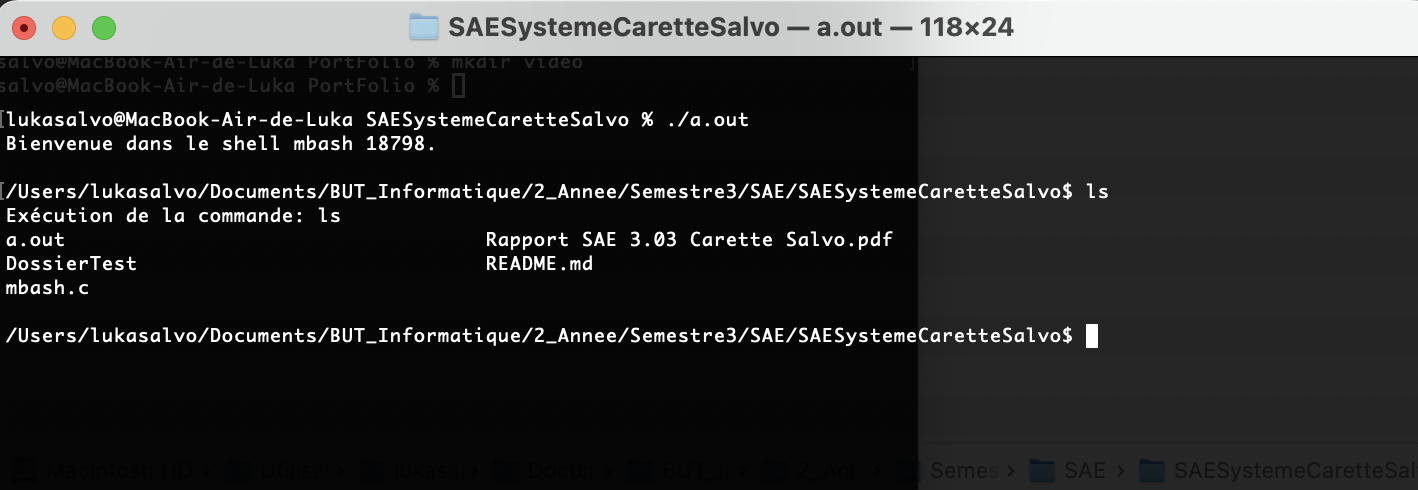 SAESystemeCaretteSalvo — a.out — 118×24
salvo@MacBook-Air-de-Luka PortFolio % mkdir video
salvo@MacBook-Air-de-Luka PortFolio %
[lukasalvo@MacBook-Air-de-Luka SAESystemeCaretteSalvo % ./a.out
Bienvenue dans le shell mbash 18798.
[/Users/lukasalvo/Documents/BUT_Informatique/2_Annee/Semestre3/SAE/SAESystemeCaretteSalvo$ ls
Exécution de la commande: ls
a.out Rapport SAE 3.03 Carette Salvo.pdf
DossierTest README.md
mbash.c
/Users/lukasalvo/Documents/BUT_Informatique/2_Annee/Semestre3/SAE/SAESystemeCaretteSalvo$
Macintosh HD › Utilis › lukas › Docum › BUT_I › 2_An › Semes › SAE › SAESystemeCaretteSal